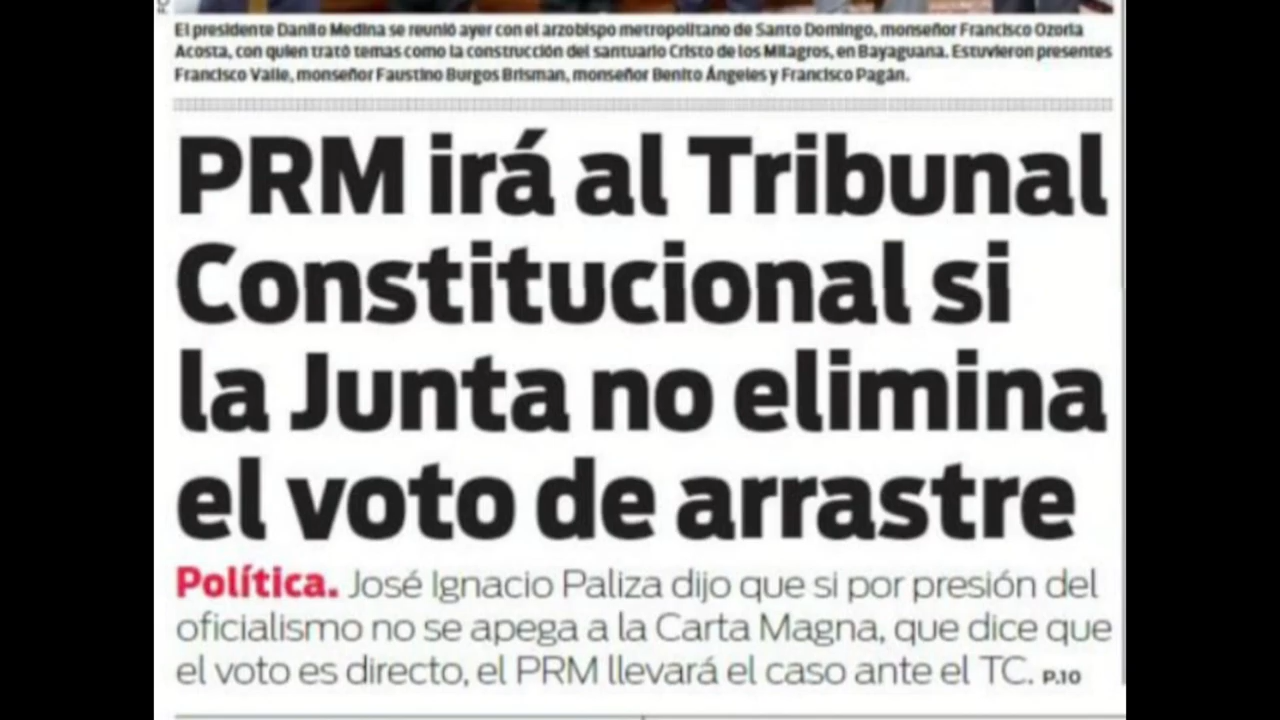 El presidente Danilo Medina se reunió ayer con el arzobispo metropolitano de Santo Domingo, monseñor Francisco Ozoria
Acosta, con quien trató temas como la construcción del santuario Cristo de los Milagros, en Bayaguana. Estuvieron presentes
Francisco Valle, monseñor Faustino Burgos Brisman, monseñor Benito Ángeles y Francisco Pagán.
PRM irá al Tribunal
Constitucional si
la Junta no elimina
el voto de arrastre
Política. José Ignacio Paliza dijo que si por presión del
oficialismo no se apega a la Carta Magna, que dice que
el voto es directo, el PRM llevará el caso ante el TC. P.10